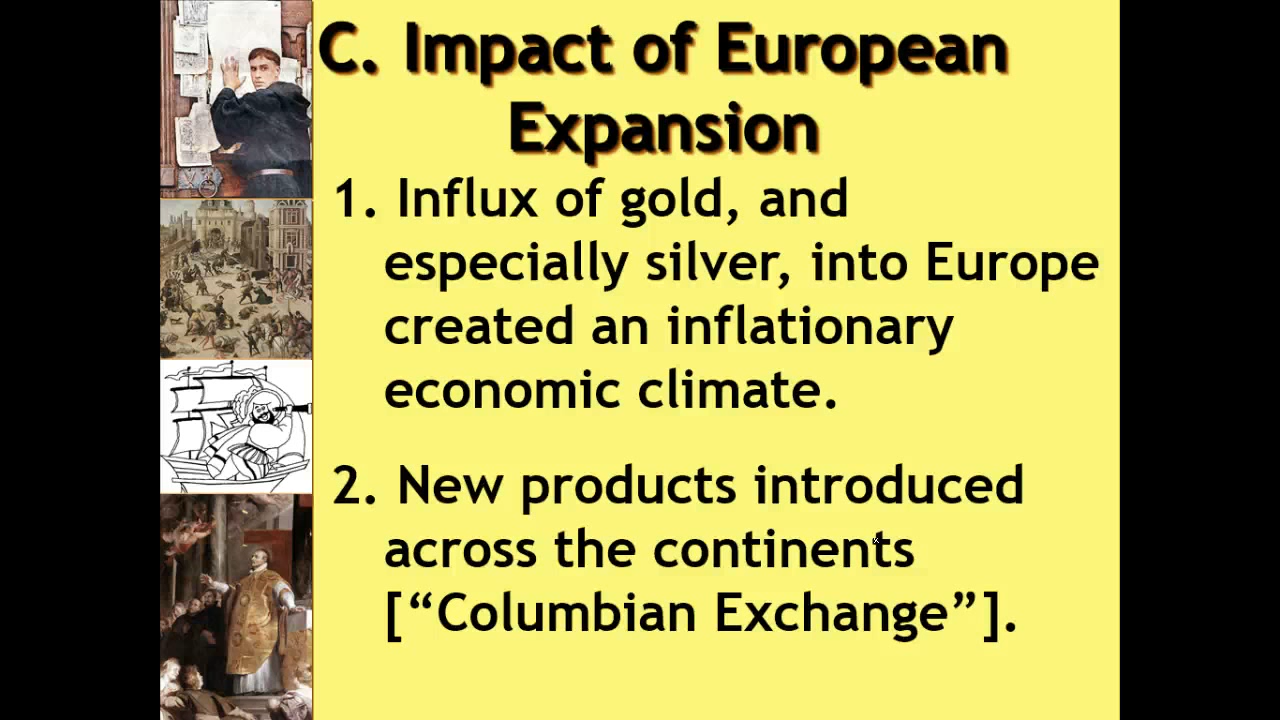 C. Impact of European
Expansion
1. Influx of gold, and
especially silver, into Europe
created an inflationary
economic climate.
2. New products introduced
across the continents
[“Columbian Exchange”].